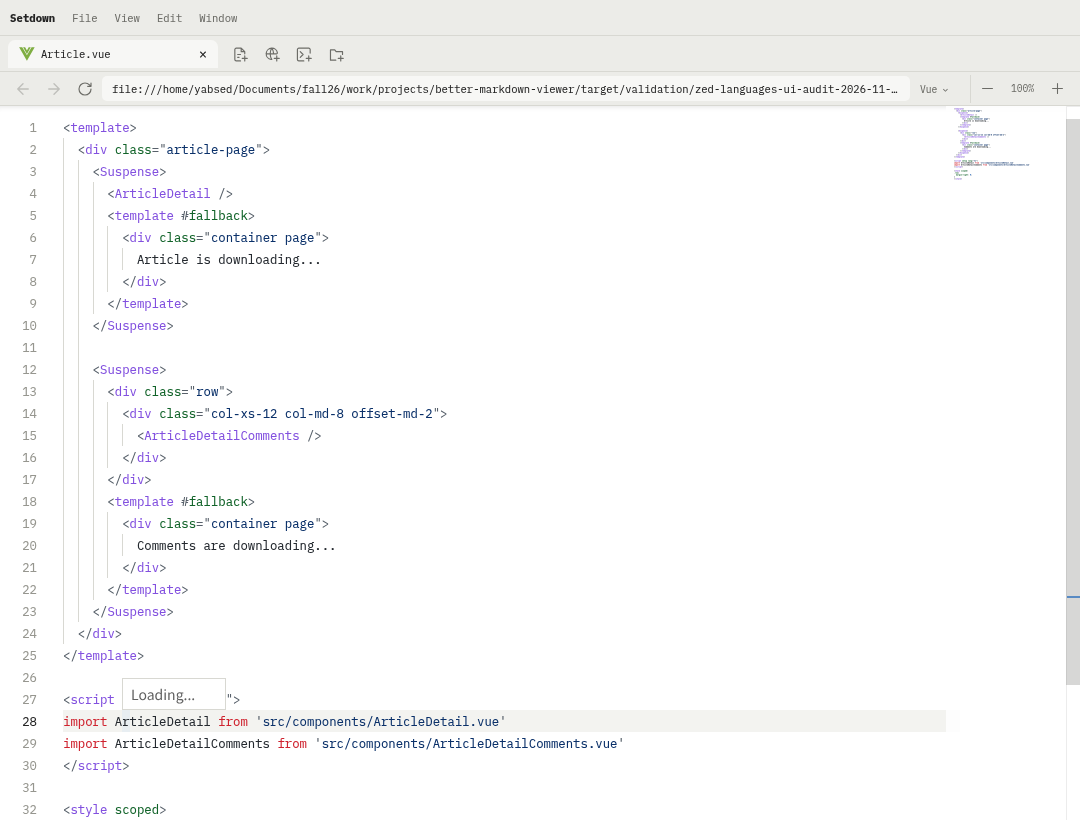 Setdown File View Edit Window
Article.vue ×
file:///home/yabsed/Documents/fall26/work/projects/better-markdown-viewer/target/validation/zed-languages-ui-audit-2026-11-… Vue 100%
1 <template>
2 <div class="article-page">
3 <Suspense>
4 <ArticleDetail />
5 <template #fallback>
6 <div class="container page">
7 Article is downloading...
8 </div>
9 </template>
10 </Suspense>
11
12 <Suspense>
13 <div class="row">
14 <div class="col-xs-12 col-md-8 offset-md-2">
15 <ArticleDetailComments />
16 </div>
17 </div>
18 <template #fallback>
19 <div class="container page">
20 Comments are downloading...
21 </div>
22 </template>
23 </Suspense>
24 </div>
25 </template>
26
27 <script Loading... ">
28 import ArticleDetail from 'src/components/ArticleDetail.vue'
29 import ArticleDetailComments from 'src/components/ArticleDetailComments.vue'
30 </script>
31
32 <style scoped>